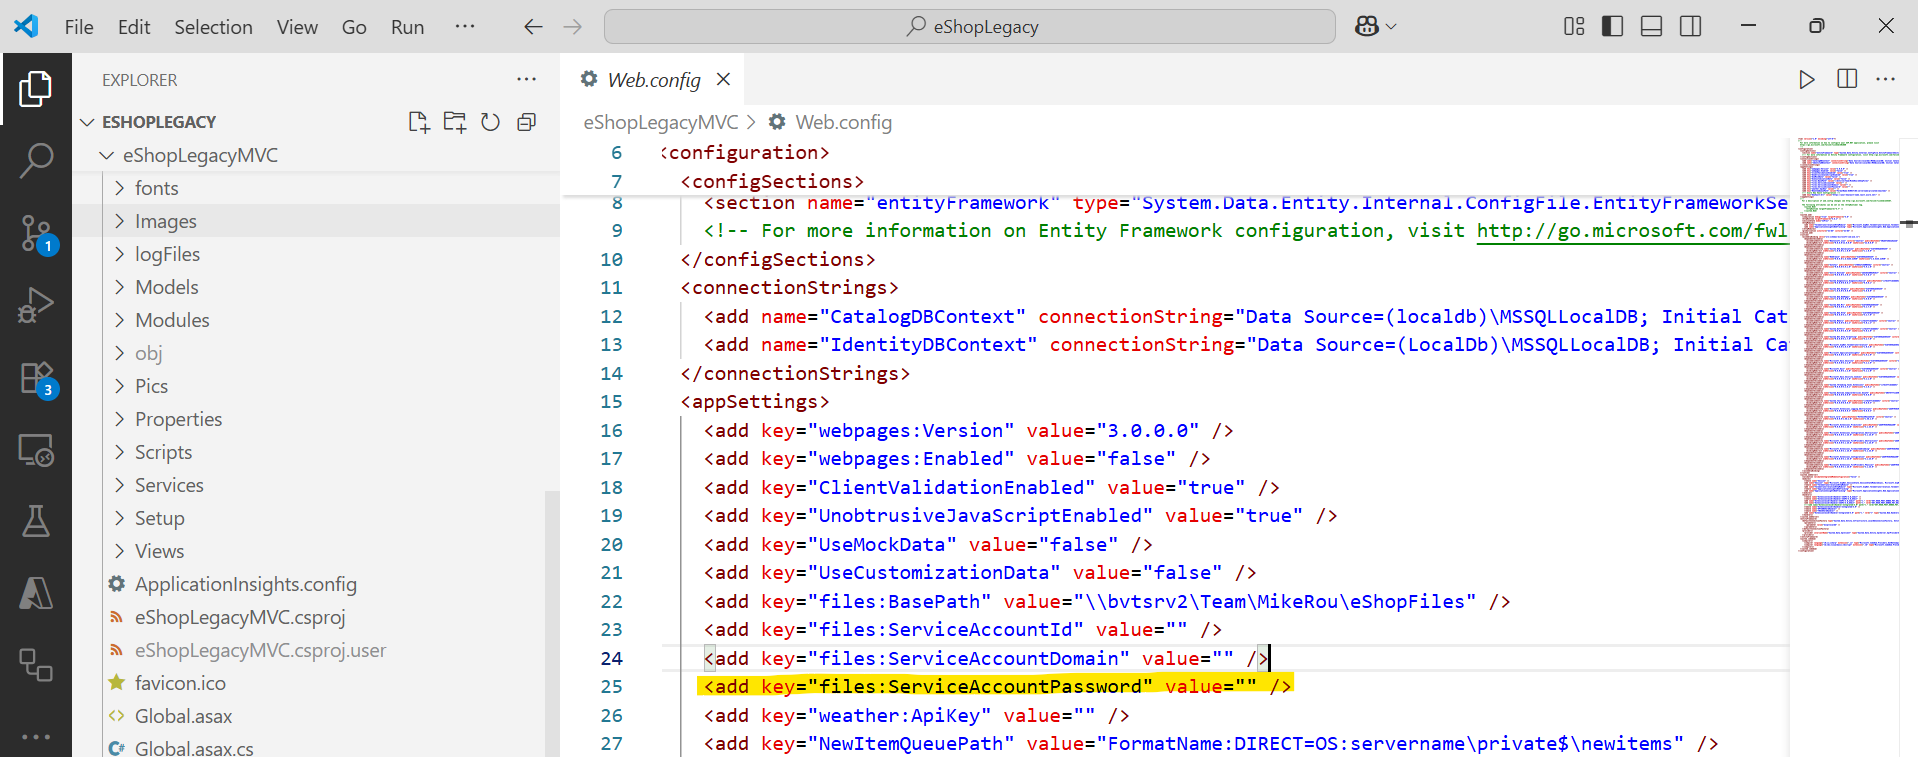 File Edit Selection View Go Run ··· eShopLegacy
EXPLORER ···
ESHOPLEGACY
eShopLegacyMVC
fonts
Images
logFiles
Models
Modules
obj
Pics
Properties
Scripts
Services
Setup
Views
ApplicationInsights.config
eShopLegacyMVC.csproj
eShopLegacyMVC.csproj.user
favicon.ico
Global.asax
Global.asax.cs
1
3
Web.config
eShopLegacyMVC > Web.config
6 <configuration>
7 <configSections>
8 <section name="entityFramework" type="System.Data.Entity.Internal.ConfigFile.EntityFrameworkSe
9 <!-- For more information on Entity Framework configuration, visit http://go.microsoft.com/fwl
10 </configSections>
11 <connectionStrings>
12 <add name="CatalogDBContext" connectionString="Data Source=(localdb)\MSSQLLocalDB; Initial Cat
13 <add name="IdentityDBContext" connectionString="Data Source=(LocalDb)\MSSQLLocalDB; Initial Ca
14 </connectionStrings>
15 <appSettings>
16 <add key="webpages:Version" value="3.0.0.0" />
17 <add key="webpages:Enabled" value="false" />
18 <add key="ClientValidationEnabled" value="true" />
19 <add key="UnobtrusiveJavaScriptEnabled" value="true" />
20 <add key="UseMockData" value="false" />
21 <add key="UseCustomizationData" value="false" />
22 <add key="files:BasePath" value="\\bvtsrv2\Team\MikeRou\eShopFiles" />
23 <add key="files:ServiceAccountId" value="" />
24 <add key="files:ServiceAccountDomain" value="" />
25 <add key="files:ServiceAccountPassword" value="" />
26 <add key="weather:ApiKey" value="" />
27 <add key="NewItemQueuePath" value="FormatName:DIRECT=OS:servername\private$\newitems" />